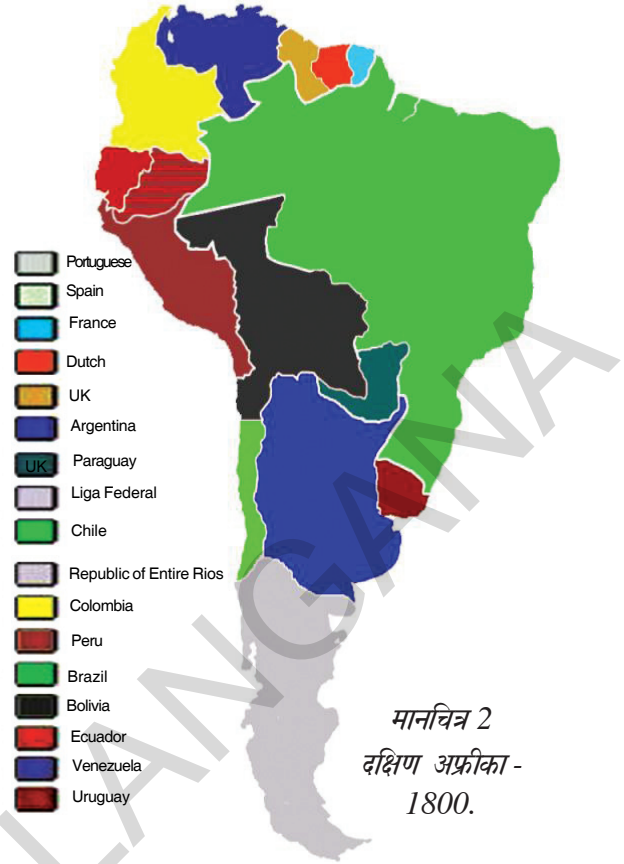 Portuguese
Spain
France
Dutch
UK
Argentina
UK Paraguay
Liga Federal
Chile
Republic of Entire Rios
Colombia
Peru
Brazil
Bolivia
Ecuador
Venezuela
Uruguay
मानचित्र 2
दक्षिण अफ्रीका -
1800.
LANGANA